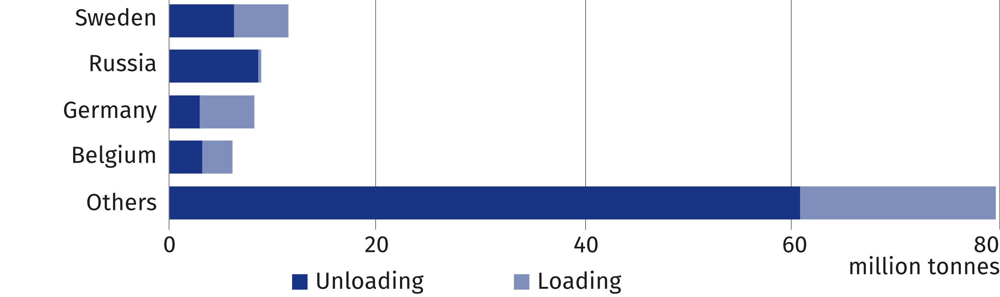 Sweden
Russia
Germany
Belgium
Others
0 20 40 60 80
million tonnes
Unloading Loading